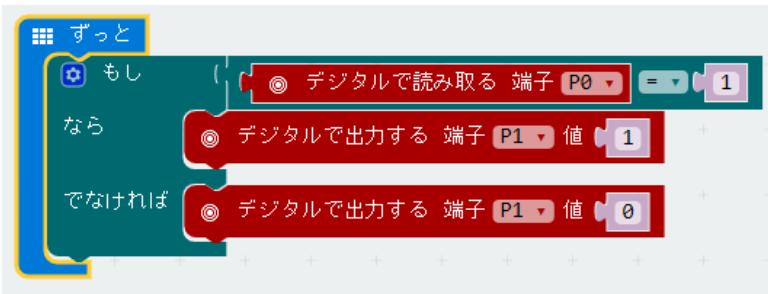 ずっと
もし デジタルで読み取る 端子 P0 = 1
なら デジタルで出力する 端子 P1 値 1
でなければ デジタルで出力する 端子 P1 値 0